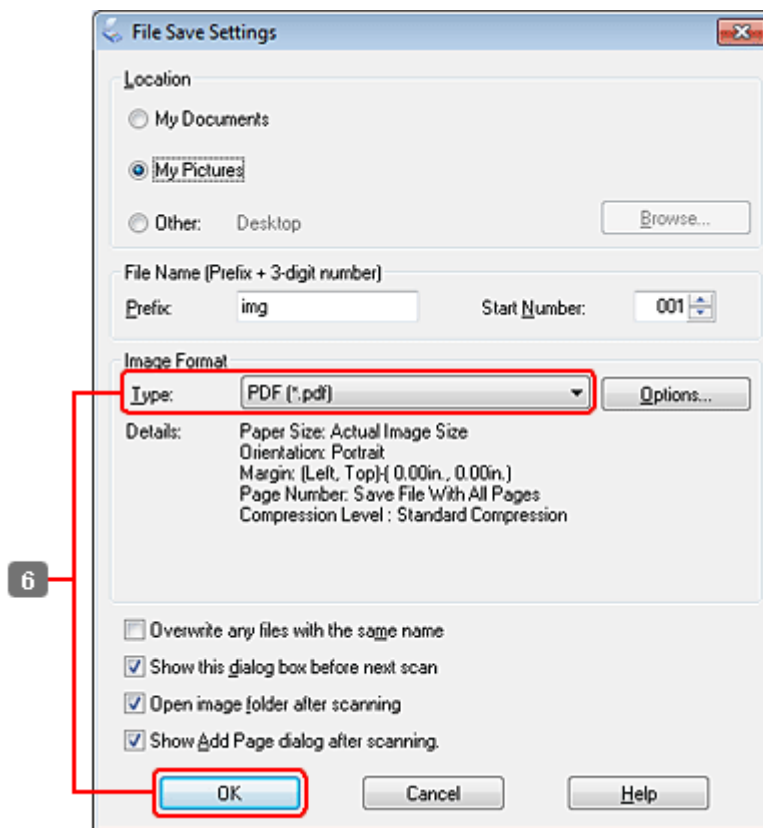 File Save Settings
Location
My Documents
My Pictures
Other: Desktop Browse...
File Name (Prefix + 3-digit number)
Prefix: img Start Number: 001
Image Format
Type: PDF (*.pdf) Options...
Details: Paper Size: Actual Image Size
Orientation: Portrait
Margin: (Left, Top)-( 0.00in., 0.00in.)
Page Number: Save File With All Pages
Compression Level : Standard Compression
6
Overwrite any files with the same name
Show this dialog box before next scan
Open image folder after scanning
Show Add Page dialog after scanning.
OK Cancel Help